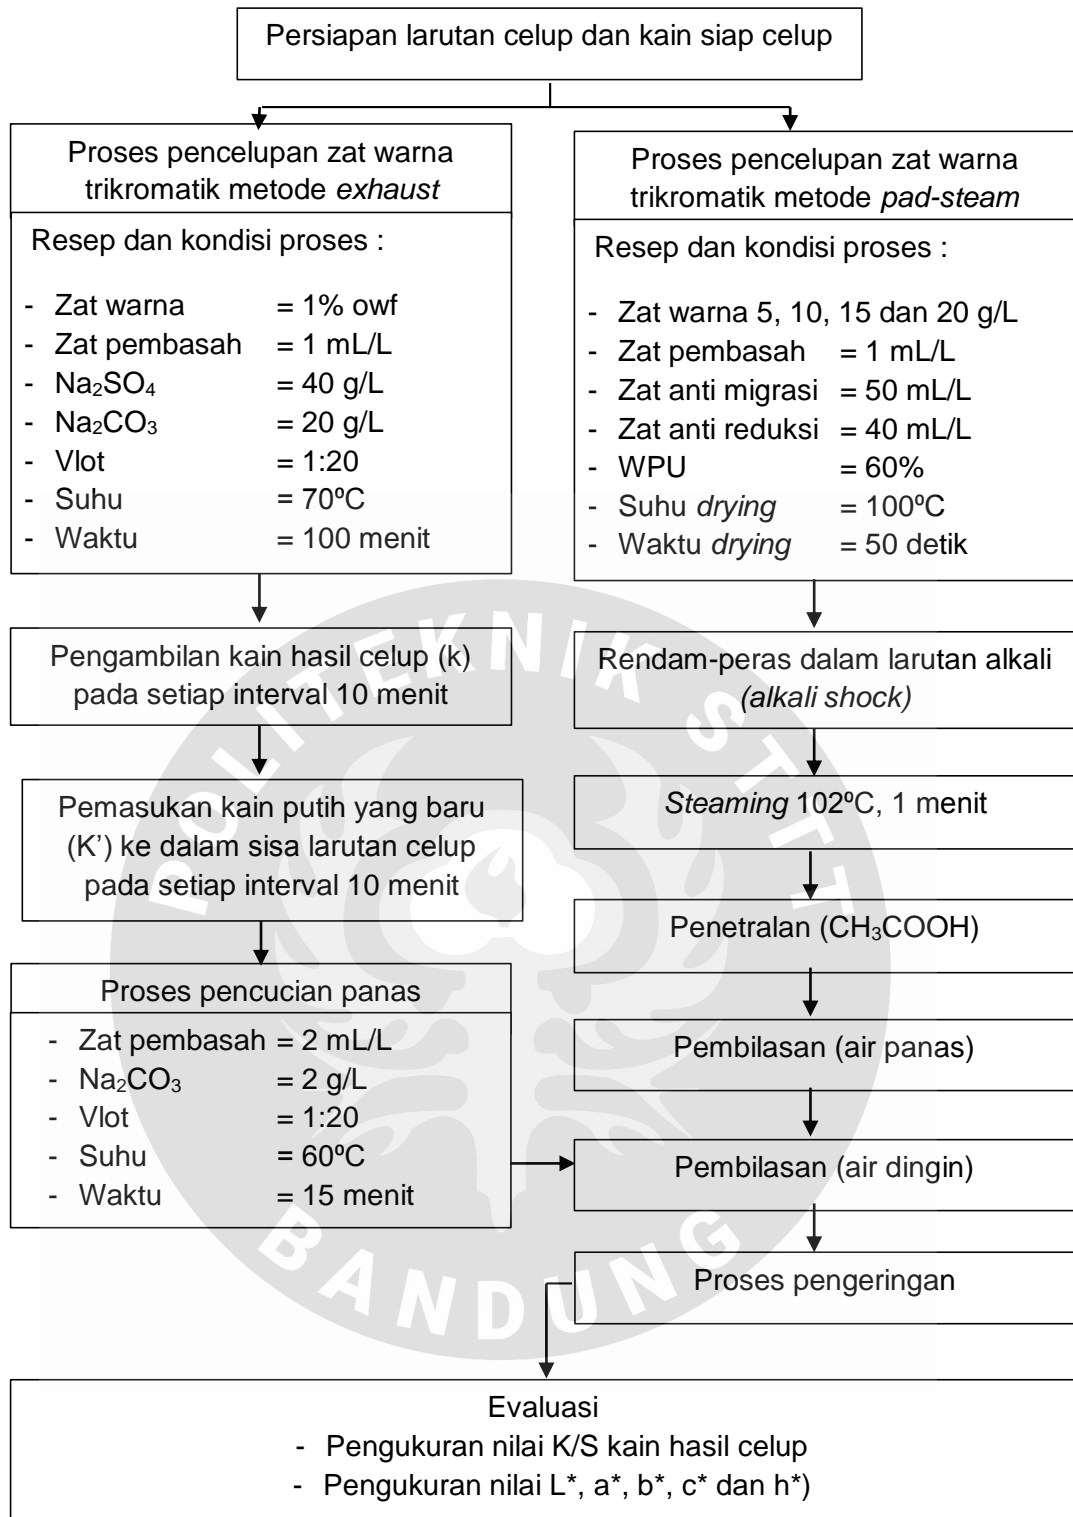 Persiapan larutan celup dan kain siap celup
Proses pencelupan zat warna
trikromatik metode exhaust
Resep dan kondisi proses :
- Zat warna = 1% owf
- Zat pembasah = 1 mL/L
- Na₂SO₄ = 40 g/L
- Na₂CO₃ = 20 g/L
- Vlot = 1:20
- Suhu = 70ºC
- Waktu = 100 menit
Pengambilan kain hasil celup (k)
pada setiap interval 10 menit
Pemasukan kain putih yang baru
(K’) ke dalam sisa larutan celup
pada setiap interval 10 menit
Proses pencucian panas
- Zat pembasah = 2 mL/L
- Na₂CO₃ = 2 g/L
- Vlot = 1:20
- Suhu = 60ºC
- Waktu = 15 menit
Proses pencelupan zat warna
trikromatik metode pad-steam
Resep dan kondisi proses :
- Zat warna 5, 10, 15 dan 20 g/L
- Zat pembasah = 1 mL/L
- Zat anti migrasi = 50 mL/L
- Zat anti reduksi = 40 mL/L
- WPU = 60%
- Suhu drying = 100ºC
- Waktu drying = 50 detik
Rendam-peras dalam larutan alkali
(alkali shock)
Steaming 102ºC, 1 menit
Penetralan (CH₃COOH)
Pembilasan (air panas)
Pembilasan (air dingin)
Proses pengeringan
Evaluasi
- Pengukuran nilai K/S kain hasil celup
- Pengukuran nilai L*, a*, b*, c* dan h*)
POLITEKNIK STTT
BANDUNG